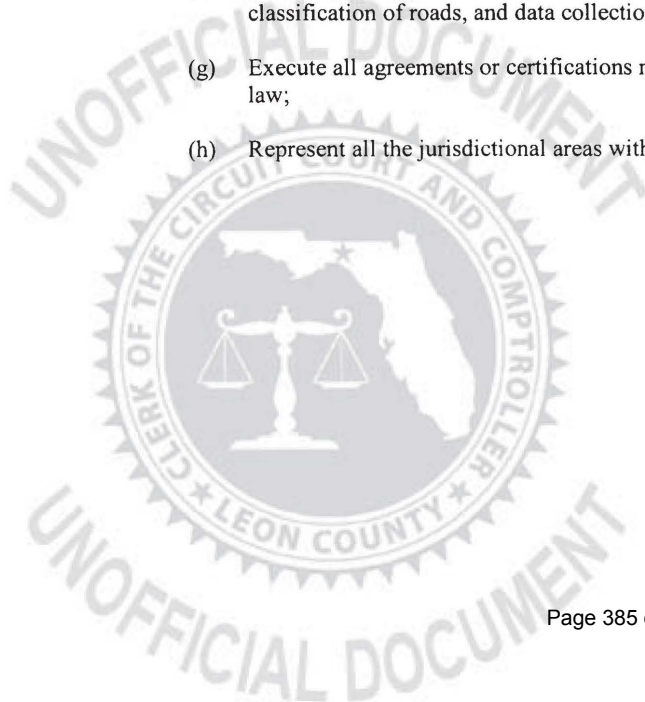 classification of roads, and data collectio
UNOFFICIAL DOCUMENT
(g) Execute all agreements or certifications
law;
(h) Represent all the jurisdictional areas wit
CLERK OF THE CIRCUIT COURT AND COMPTROLLER
★ LEON COUNTY ★
Page 385
UNOFFICIAL DOCUMENT